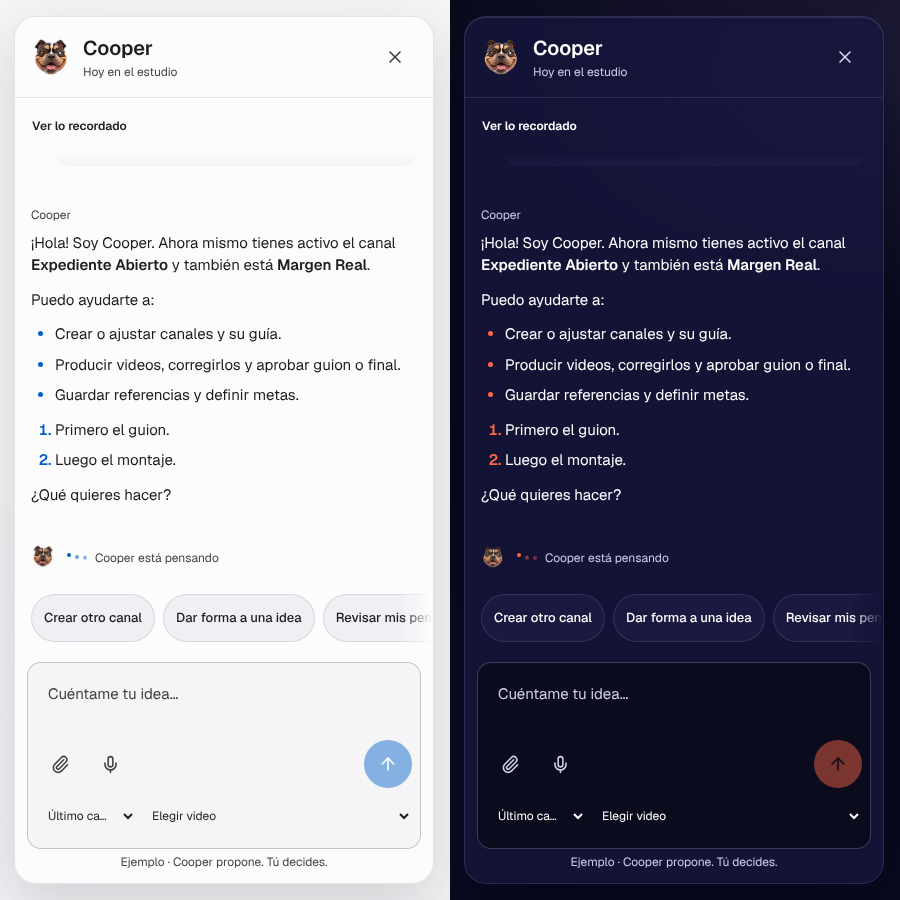 Cooper
Hoy en el estudio
Ver lo recordado
Cooper
¡Hola! Soy Cooper. Ahora mismo tienes activo el canal
Expediente Abierto y también está Margen Real.
Puedo ayudarte a:
• Crear o ajustar canales y su guía.
• Producir videos, corregirlos y aprobar guion o final.
• Guardar referencias y definir metas.
1. Primero el guion.
2. Luego el montaje.
¿Qué quieres hacer?
Cooper está pensando
Crear otro canal
Dar forma a una idea
Revisar mis pen
Cuéntame tu idea…
Último ca…
Elegir video
Ejemplo · Cooper propone. Tú decides.
Cooper
Hoy en el estudio
Ver lo recordado
Cooper
¡Hola! Soy Cooper. Ahora mismo tienes activo el canal
Expediente Abierto y también está Margen Real.
Puedo ayudarte a:
• Crear o ajustar canales y su guía.
• Producir videos, corregirlos y aprobar guion o final.
• Guardar referencias y definir metas.
1. Primero el guion.
2. Luego el montaje.
¿Qué quieres hacer?
Cooper está pensando
Crear otro canal
Dar forma a una idea
Revisar mis pen
Cuéntame tu idea…
Último ca…
Elegir video
Ejemplo · Cooper propone. Tú decides.